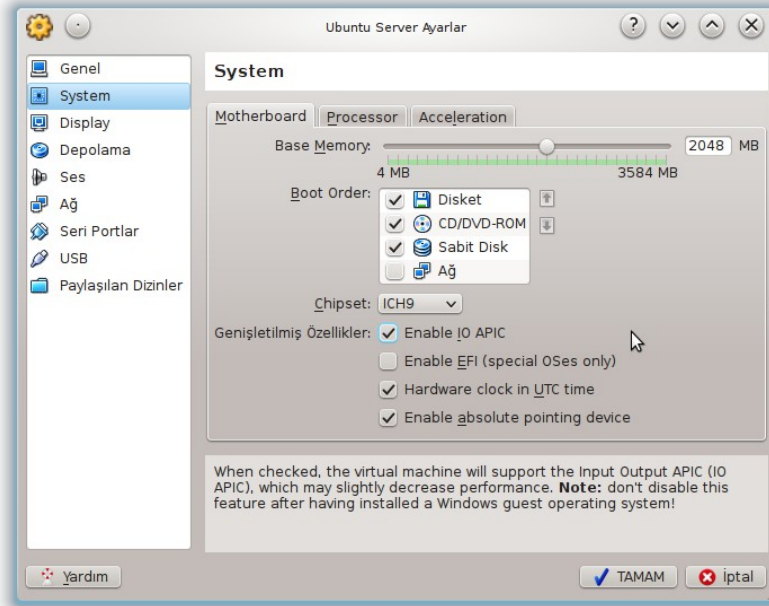 Ubuntu Server Ayarlar
Genel
System
Display
Depolama
Ses
Ağ
Seri Portlar
USB
Paylaşılan Dizinler
System
Motherboard Processor Acceleration
Base Memory: 2048 MB
4 MB 3584 MB
Boot Order: Disket
CD/DVD-ROM
Sabit Disk
Ağ
Chipset: ICH9
Genişletilmiş Özellikler: Enable IO APIC
Enable EFI (special OSes only)
Hardware clock in UTC time
Enable absolute pointing device
When checked, the virtual machine will support the Input Output APIC (IO
APIC), which may slightly decrease performance. Note: don't disable this
feature after having installed a Windows guest operating system!
Yardım TAMAM İptal